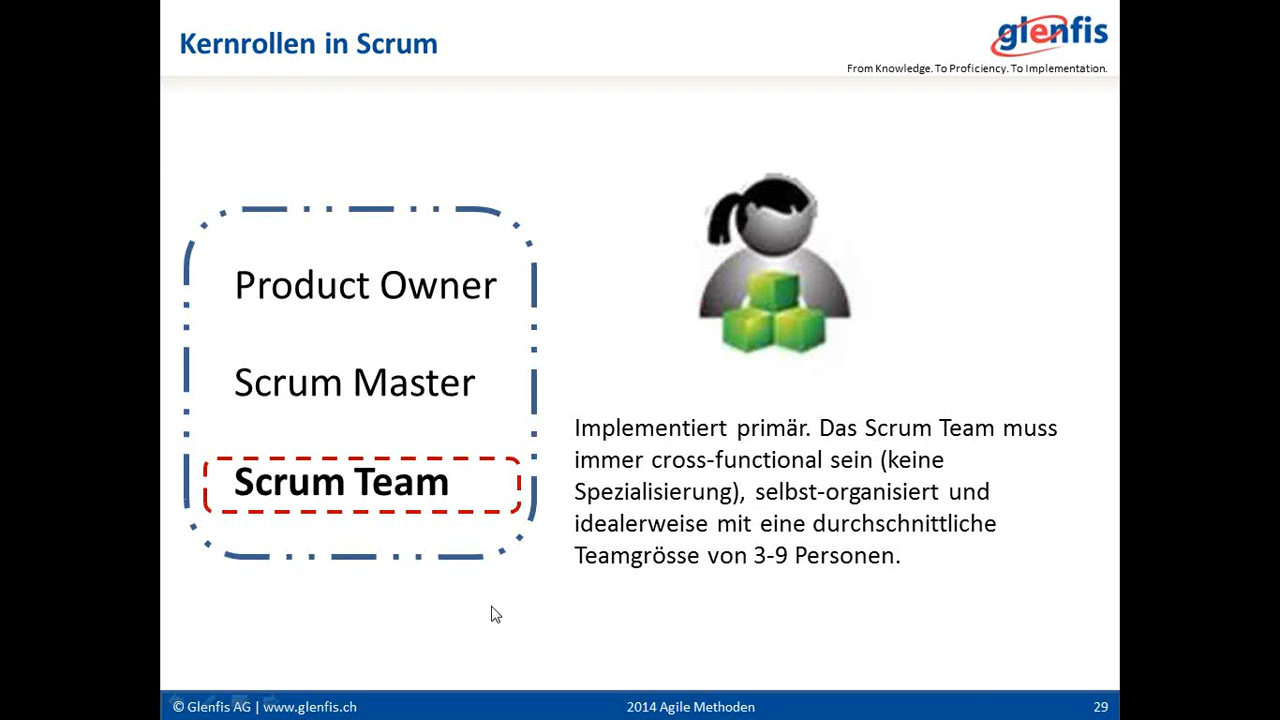 Kernrollen in Scrum
glenfis
From Knowledge. To Proficiency. To Implementation.
Product Owner
Scrum Master
Scrum Team
Implementiert primär. Das Scrum Team muss
immer cross-functional sein (keine
Spezialisierung), selbst-organisiert und
idealerweise mit eine durchschnittliche
Teamgrösse von 3-9 Personen.
© Glenfis AG | www.glenfis.ch
2014 Agile Methoden
29